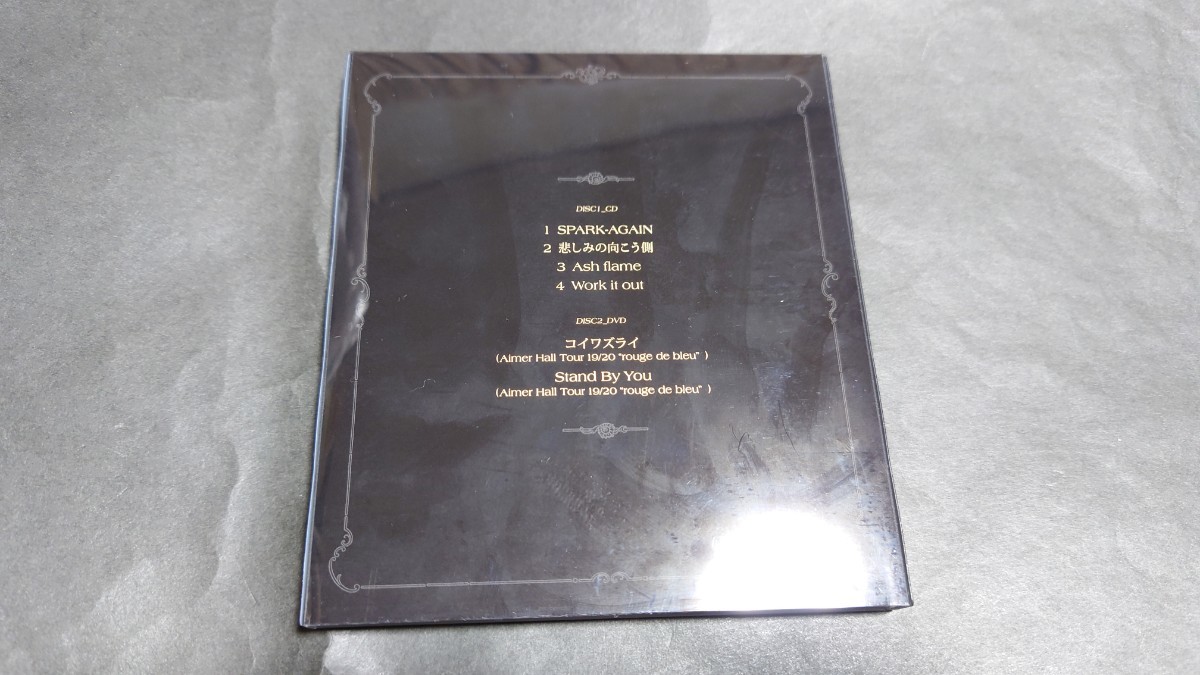 DISC1_CD
1 SPARK-AGAIN
2 悲しみの向こう側
3 Ash flame
4 Work it out
DISC2_DVD
コイワズライ
(Aimer Hall Tour 19/20 "rouge de bleu" )
Stand By You
(Aimer Hall Tour 19/20 "rouge de bleu" )